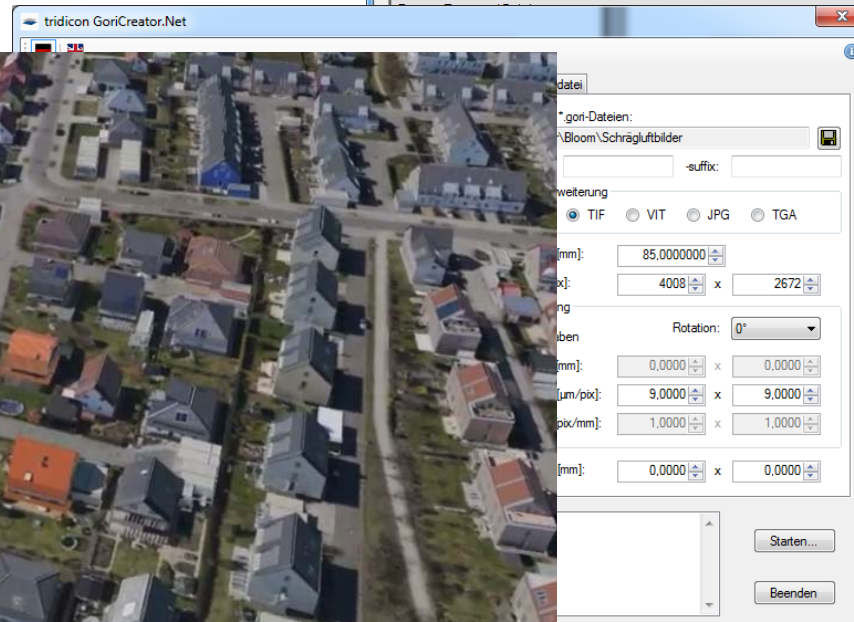 tridicon GoriCreator.Net
datei
*.gori-Dateien:
\Bloom\Schrägluftbilder
-suffix:
weiterung
TIF VIT JPG TGA
[mm]: 85,0000000
x]: 4008 x 2672
ng
ben Rotation: 0°
mm]: 0,0000 x 0,0000
[µm/pix]: 9,0000 x 9,0000
pix/mm]: 1,0000 x 1,0000
[mm]: 0,0000 x 0,0000
Starten...
Beenden